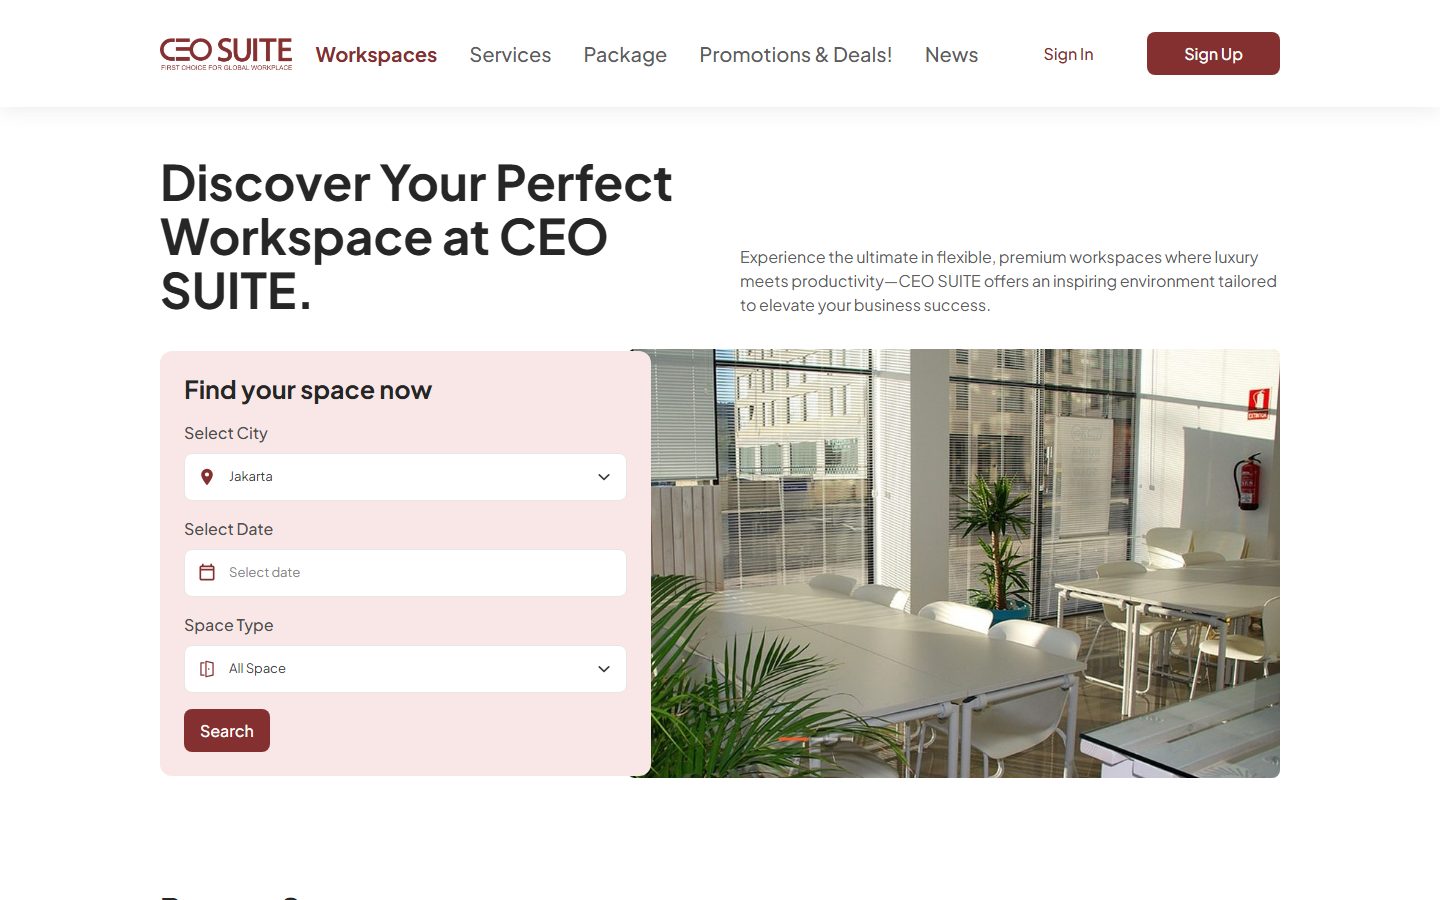 CEO SUITE
FIRST CHOICE FOR GLOBAL WORKPLACE
Workspaces
Services
Package
Promotions & Deals!
News
Sign In
Sign Up
Discover Your Perfect
Workspace at CEO
SUITE.
Experience the ultimate in flexible, premium workspaces where luxury
meets productivity—CEO SUITE offers an inspiring environment tailored
to elevate your business success.
Find your space now
Select City
Jakarta
Select Date
Select date
Space Type
All Space
Search